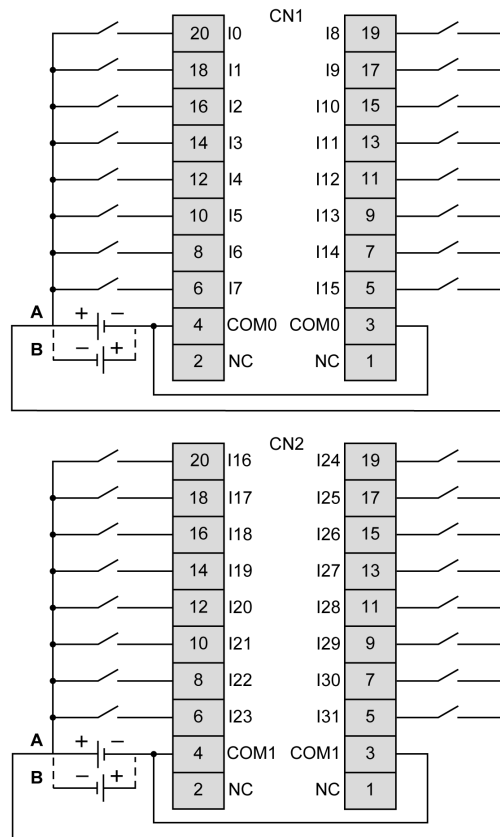 CN1
20 I0 I8 19
18 I1 I9 17
16 I2 I10 15
14 I3 I11 13
12 I4 I12 11
10 I5 I13 9
8 I6 I14 7
6 I7 I15 5
A + − 4 COM0 COM0 3
B − + 2 NC NC 1
CN2
20 I16 I24 19
18 I17 I25 17
16 I18 I26 15
14 I19 I27 13
12 I20 I28 11
10 I21 I29 9
8 I22 I30 7
6 I23 I31 5
A + − 4 COM1 COM1 3
B − + 2 NC NC 1